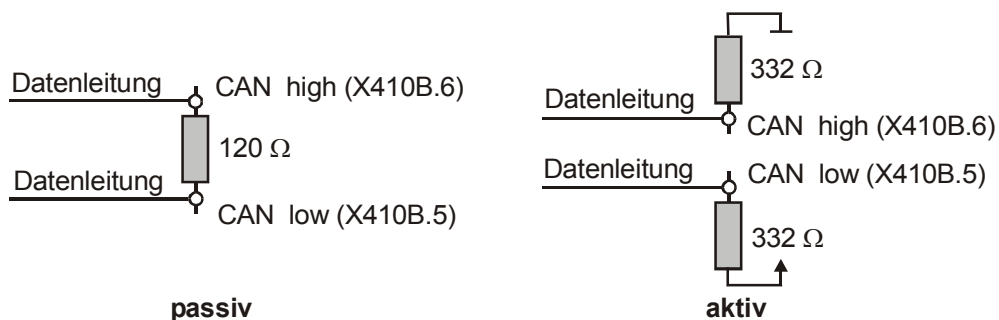 Datenleitung
CAN high (X410B.6)
120 Ω
Datenleitung
CAN low (X410B.5)
passiv
332 Ω
Datenleitung
CAN high (X410B.6)
Datenleitung
CAN low (X410B.5)
332 Ω
aktiv